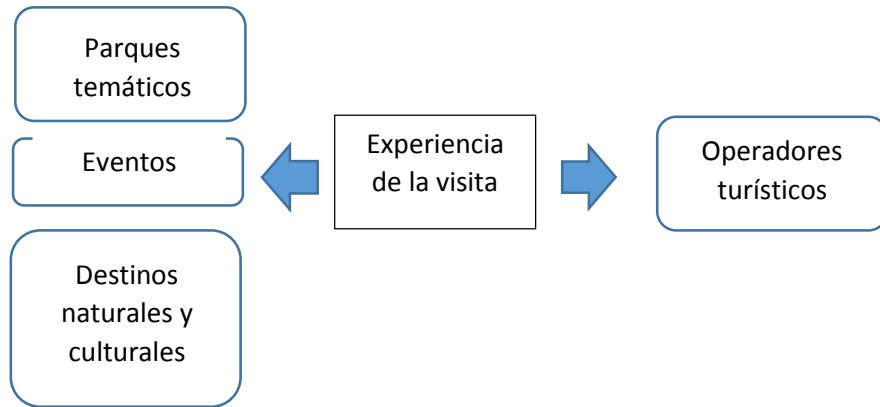 Parques
temáticos
Eventos
Destinos
naturales y
culturales
Experiencia
de la visita
Operadores
turísticos